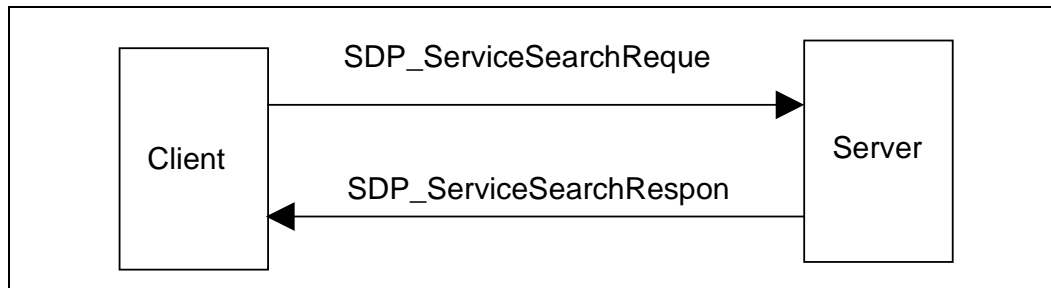 SDP_ServiceSearchReque
Client
Server
SDP_ServiceSearchRespon